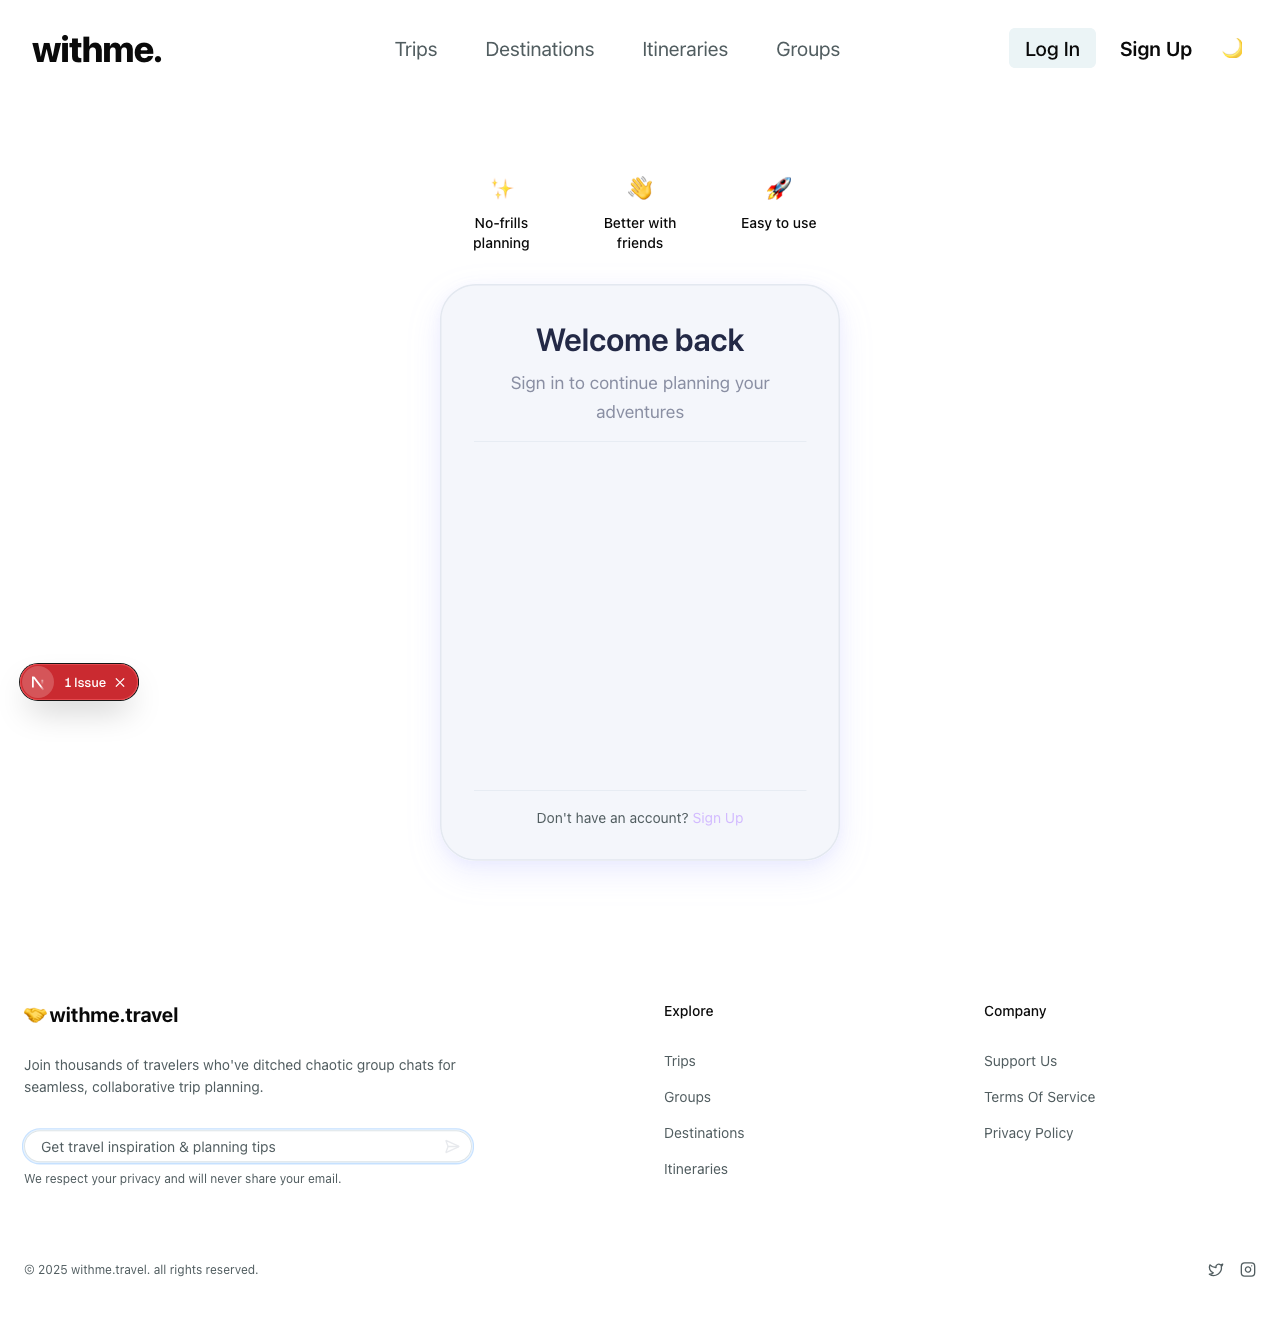 withme.
Trips
Destinations
Itineraries
Groups
Log In
Sign Up
No-frills
planning
Better with
friends
Easy to use
Welcome back
Sign in to continue planning your
adventures
1 Issue
Don't have an account? Sign Up
withme.travel
Join thousands of travelers who've ditched chaotic group chats for
seamless, collaborative trip planning.
Get travel inspiration & planning tips
We respect your privacy and will never share your email.
Explore
Trips
Groups
Destinations
Itineraries
Company
Support Us
Terms Of Service
Privacy Policy
© 2025 withme.travel. all rights reserved.